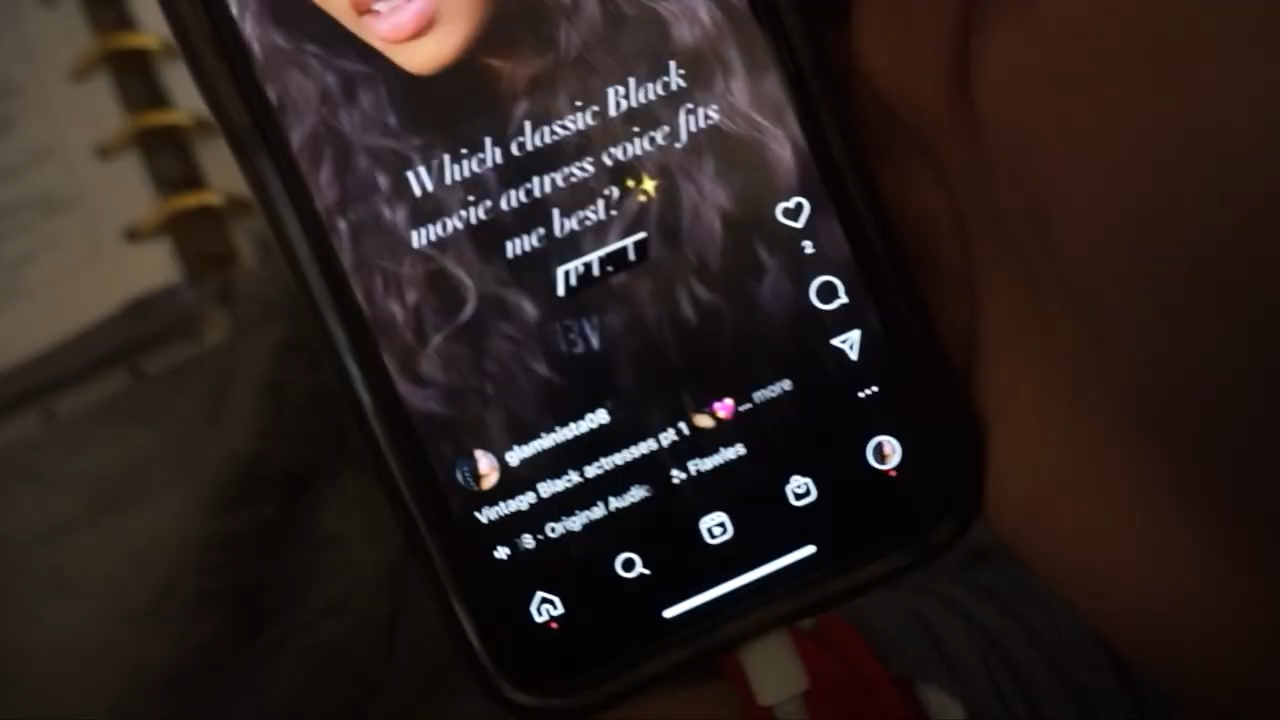 Which classic Black
movie actress voice fits
me best?✨
PT. 1
2
glaminista08
Vintage Black actresses pt 1 ... more
S · Original Audio Flawles